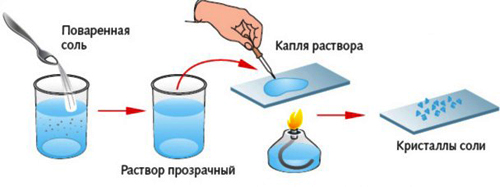 Поваренная
соль
Капля раствора
Раствор прозрачный
Кристаллы соли